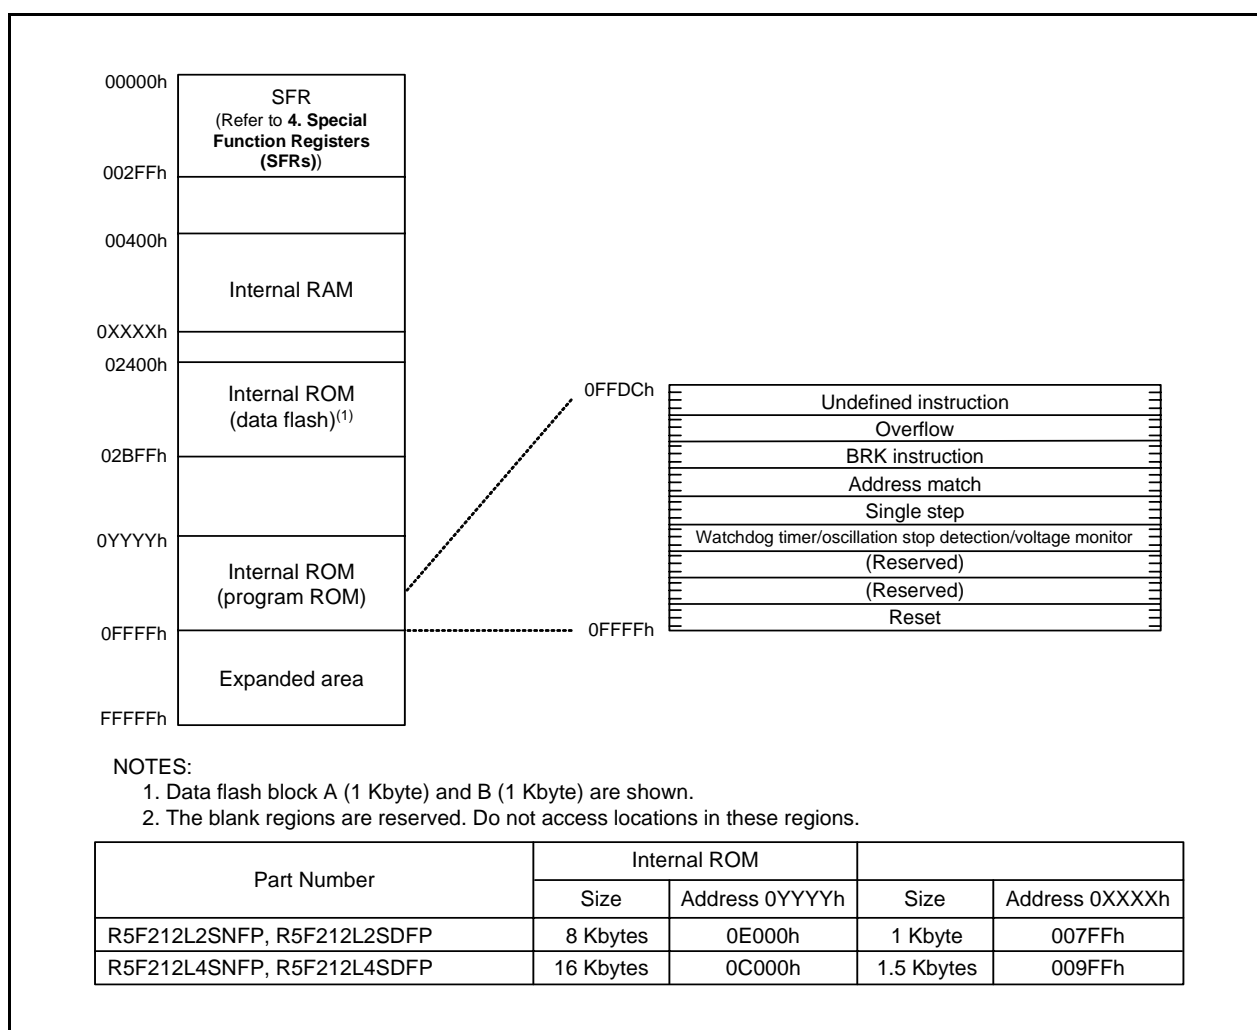 00000h
SFR
(Refer to 4. Special
Function Registers
(SFRs))
002FFh
00400h
Internal RAM
0XXXXh
02400h
Internal ROM
(data flash)(1)
02BFFh
0YYYYh
Internal ROM
(program ROM)
0FFFFh
Expanded area
FFFFFh
0FFDCh
Undefined instruction
Overflow
BRK instruction
Address match
Single step
Watchdog timer/oscillation stop detection/voltage monitor
(Reserved)
(Reserved)
Reset
0FFFFh
NOTES:
1. Data flash block A (1 Kbyte) and B (1 Kbyte) are shown.
2. The blank regions are reserved. Do not access locations in these regions.
Part Number Internal ROM
Size Address 0YYYYh Size Address 0XXXXh
R5F212L2SNFP, R5F212L2SDFP 8 Kbytes 0E000h 1 Kbyte 007FFh
R5F212L4SNFP, R5F212L4SDFP 16 Kbytes 0C000h 1.5 Kbytes 009FFh